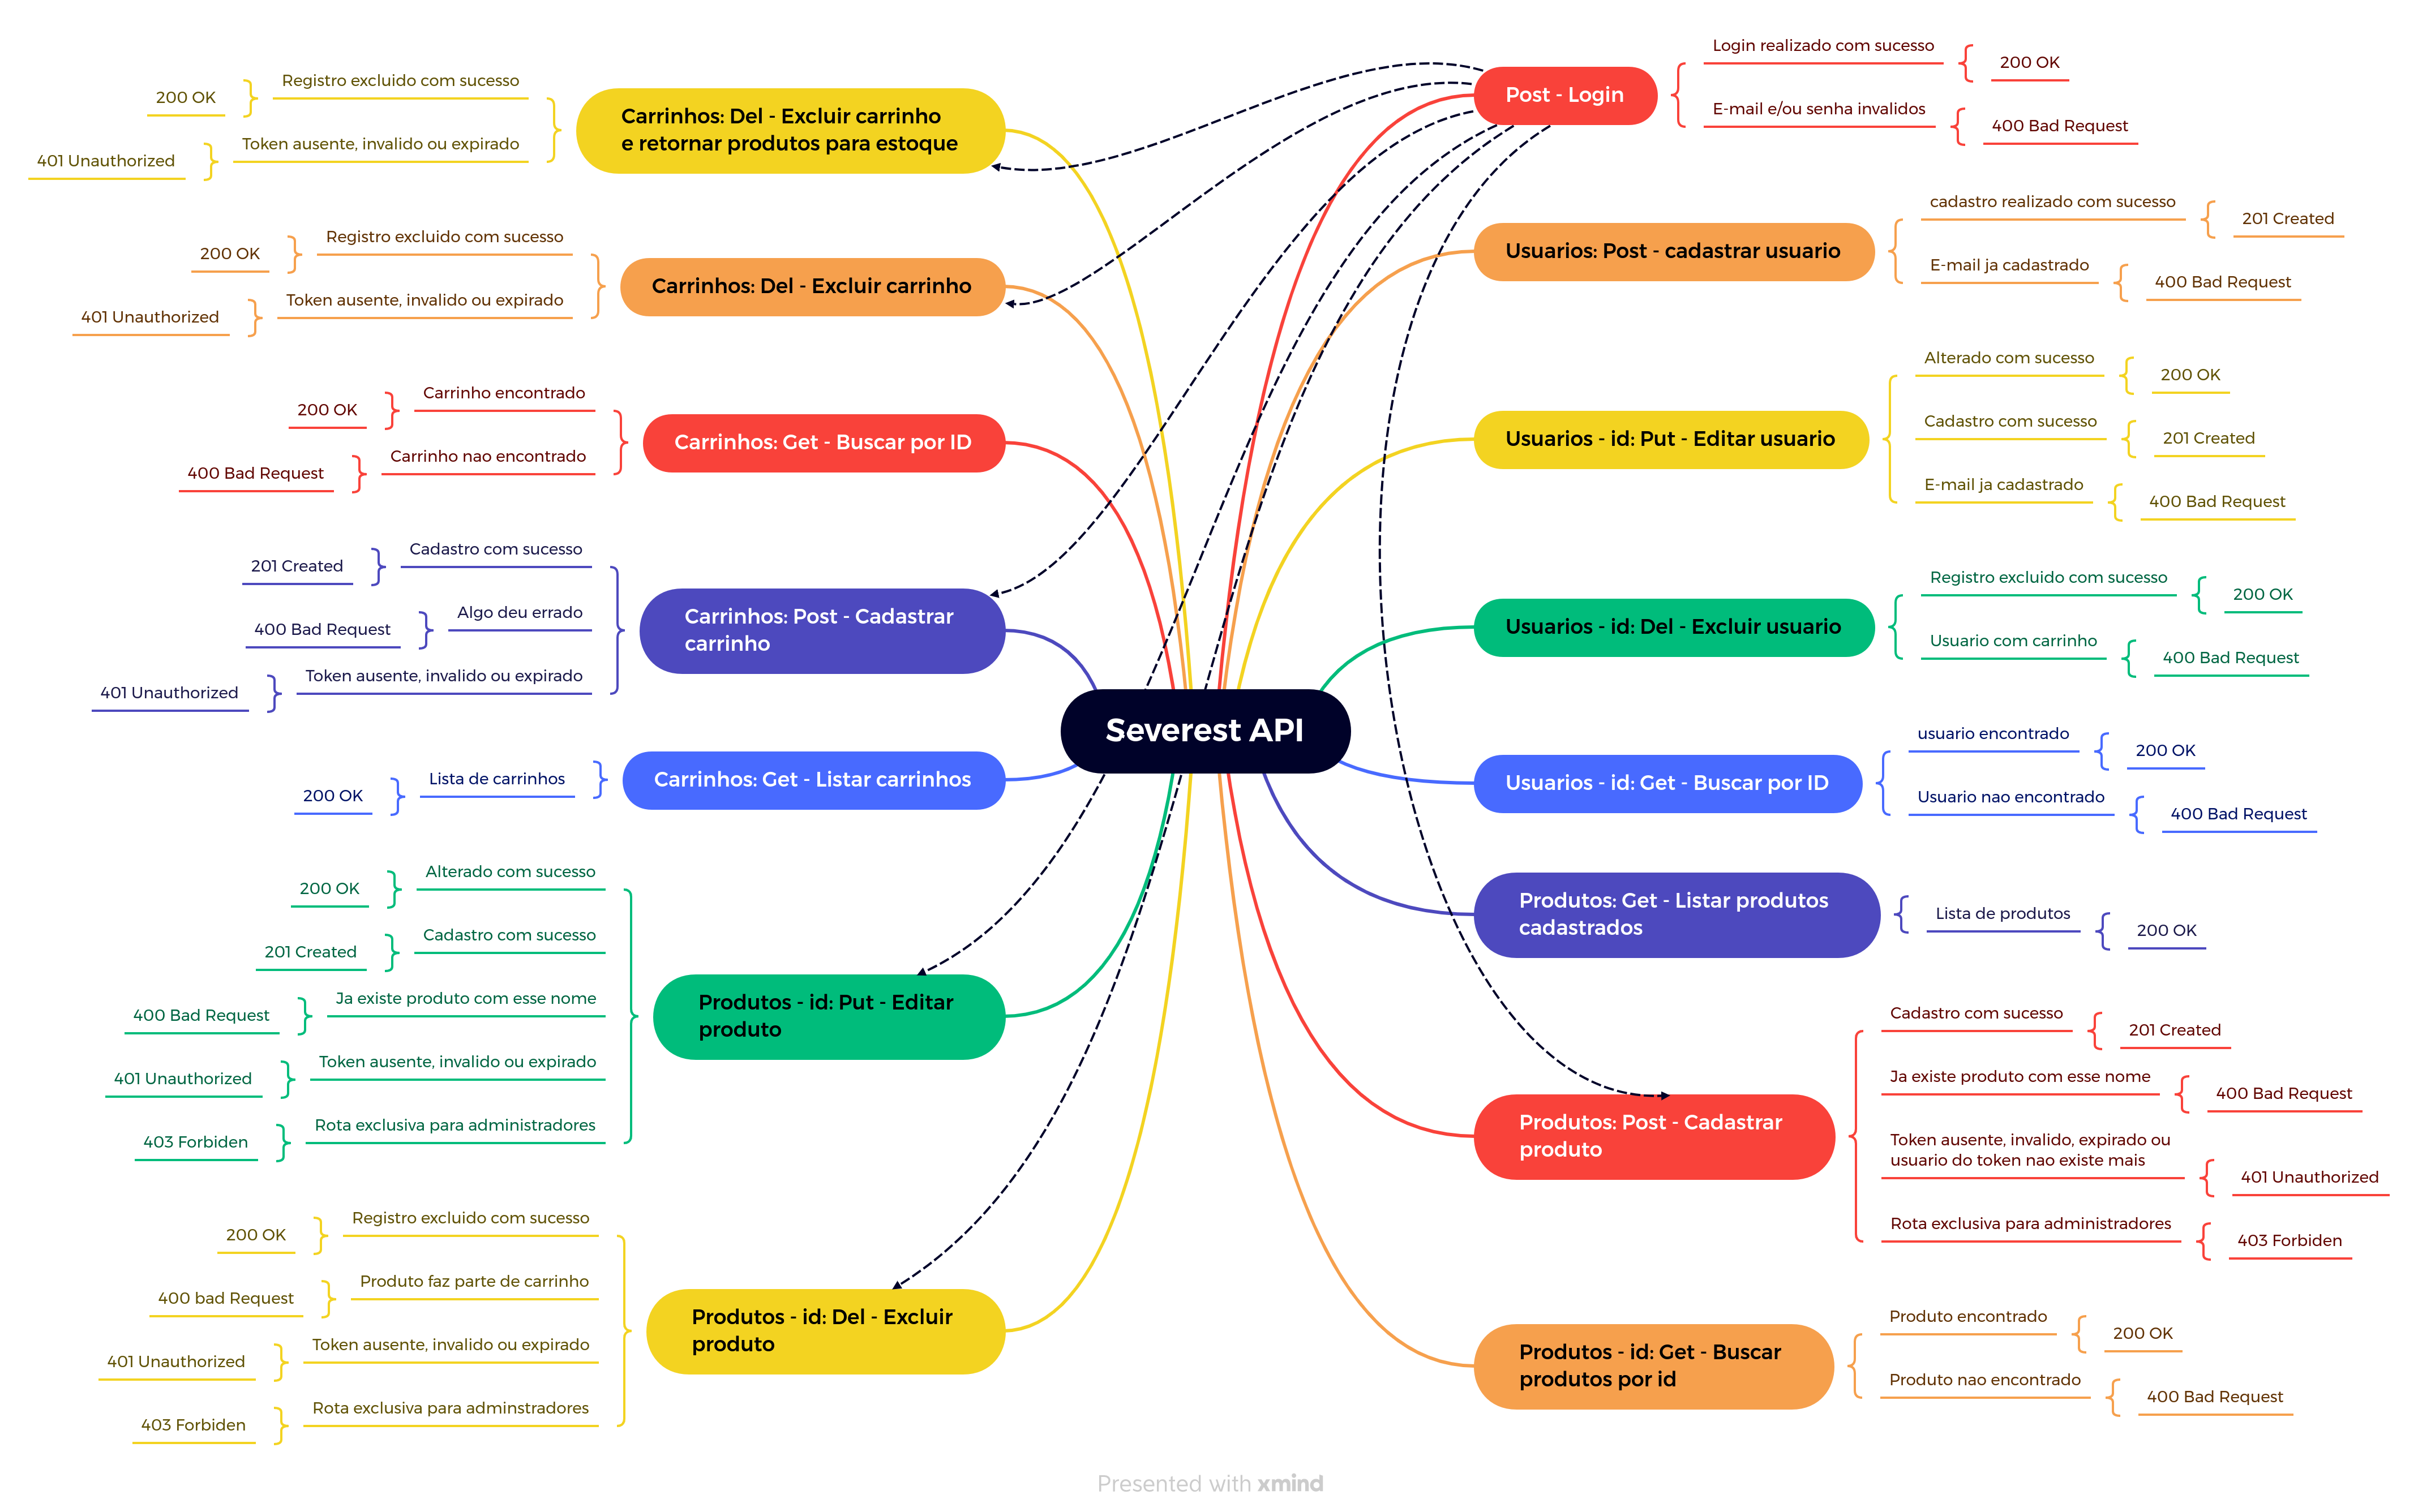 Severest API
Post - Login
Login realizado com sucesso
200 OK
E-mail e/ou senha invalidos
400 Bad Request
Usuarios: Post - cadastrar usuario
cadastro realizado com sucesso
201 Created
E-mail ja cadastrado
400 Bad Request
Usuarios - id: Put - Editar usuario
Alterado com sucesso
200 OK
Cadastro com sucesso
201 Created
E-mail ja cadastrado
400 Bad Request
Usuarios - id: Del - Excluir usuario
Registro excluido com sucesso
200 OK
Usuario com carrinho
400 Bad Request
Usuarios - id: Get - Buscar por ID
usuario encontrado
200 OK
Usuario nao encontrado
400 Bad Request
Produtos: Get - Listar produtos
cadastrados
Lista de produtos
200 OK
Produtos: Post - Cadastrar
produto
Cadastro com sucesso
201 Created
Ja existe produto com esse nome
400 Bad Request
Token ausente, invalido, expirado ou
usuario do token nao existe mais
401 Unauthorized
Rota exclusiva para administradores
403 Forbiden
Produtos - id: Get - Buscar
produtos por id
Produto encontrado
200 OK
Produto nao encontrado
400 Bad Request
Carrinhos: Del - Excluir carrinho
e retornar produtos para estoque
Registro excluido com sucesso
200 OK
Token ausente, invalido ou expirado
401 Unauthorized
Carrinhos: Del - Excluir carrinho
Registro excluido com sucesso
200 OK
Token ausente, invalido ou expirado
401 Unauthorized
Carrinhos: Get - Buscar por ID
Carrinho encontrado
200 OK
Carrinho nao encontrado
400 Bad Request
Carrinhos: Post - Cadastrar
carrinho
Cadastro com sucesso
201 Created
Algo deu errado
400 Bad Request
Token ausente, invalido ou expirado
401 Unauthorized
Carrinhos: Get - Listar carrinhos
Lista de carrinhos
200 OK
Produtos - id: Put - Editar
produto
Alterado com sucesso
200 OK
Cadastro com sucesso
201 Created
Ja existe produto com esse nome
400 Bad Request
Token ausente, invalido ou expirado
401 Unauthorized
Rota exclusiva para administradores
403 Forbiden
Produtos - id: Del - Excluir
produto
Registro excluido com sucesso
200 OK
Produto faz parte de carrinho
400 bad Request
Token ausente, invalido ou expirado
401 Unauthorized
Rota exclusiva para adminstradores
403 Forbiden
Presented with xmind